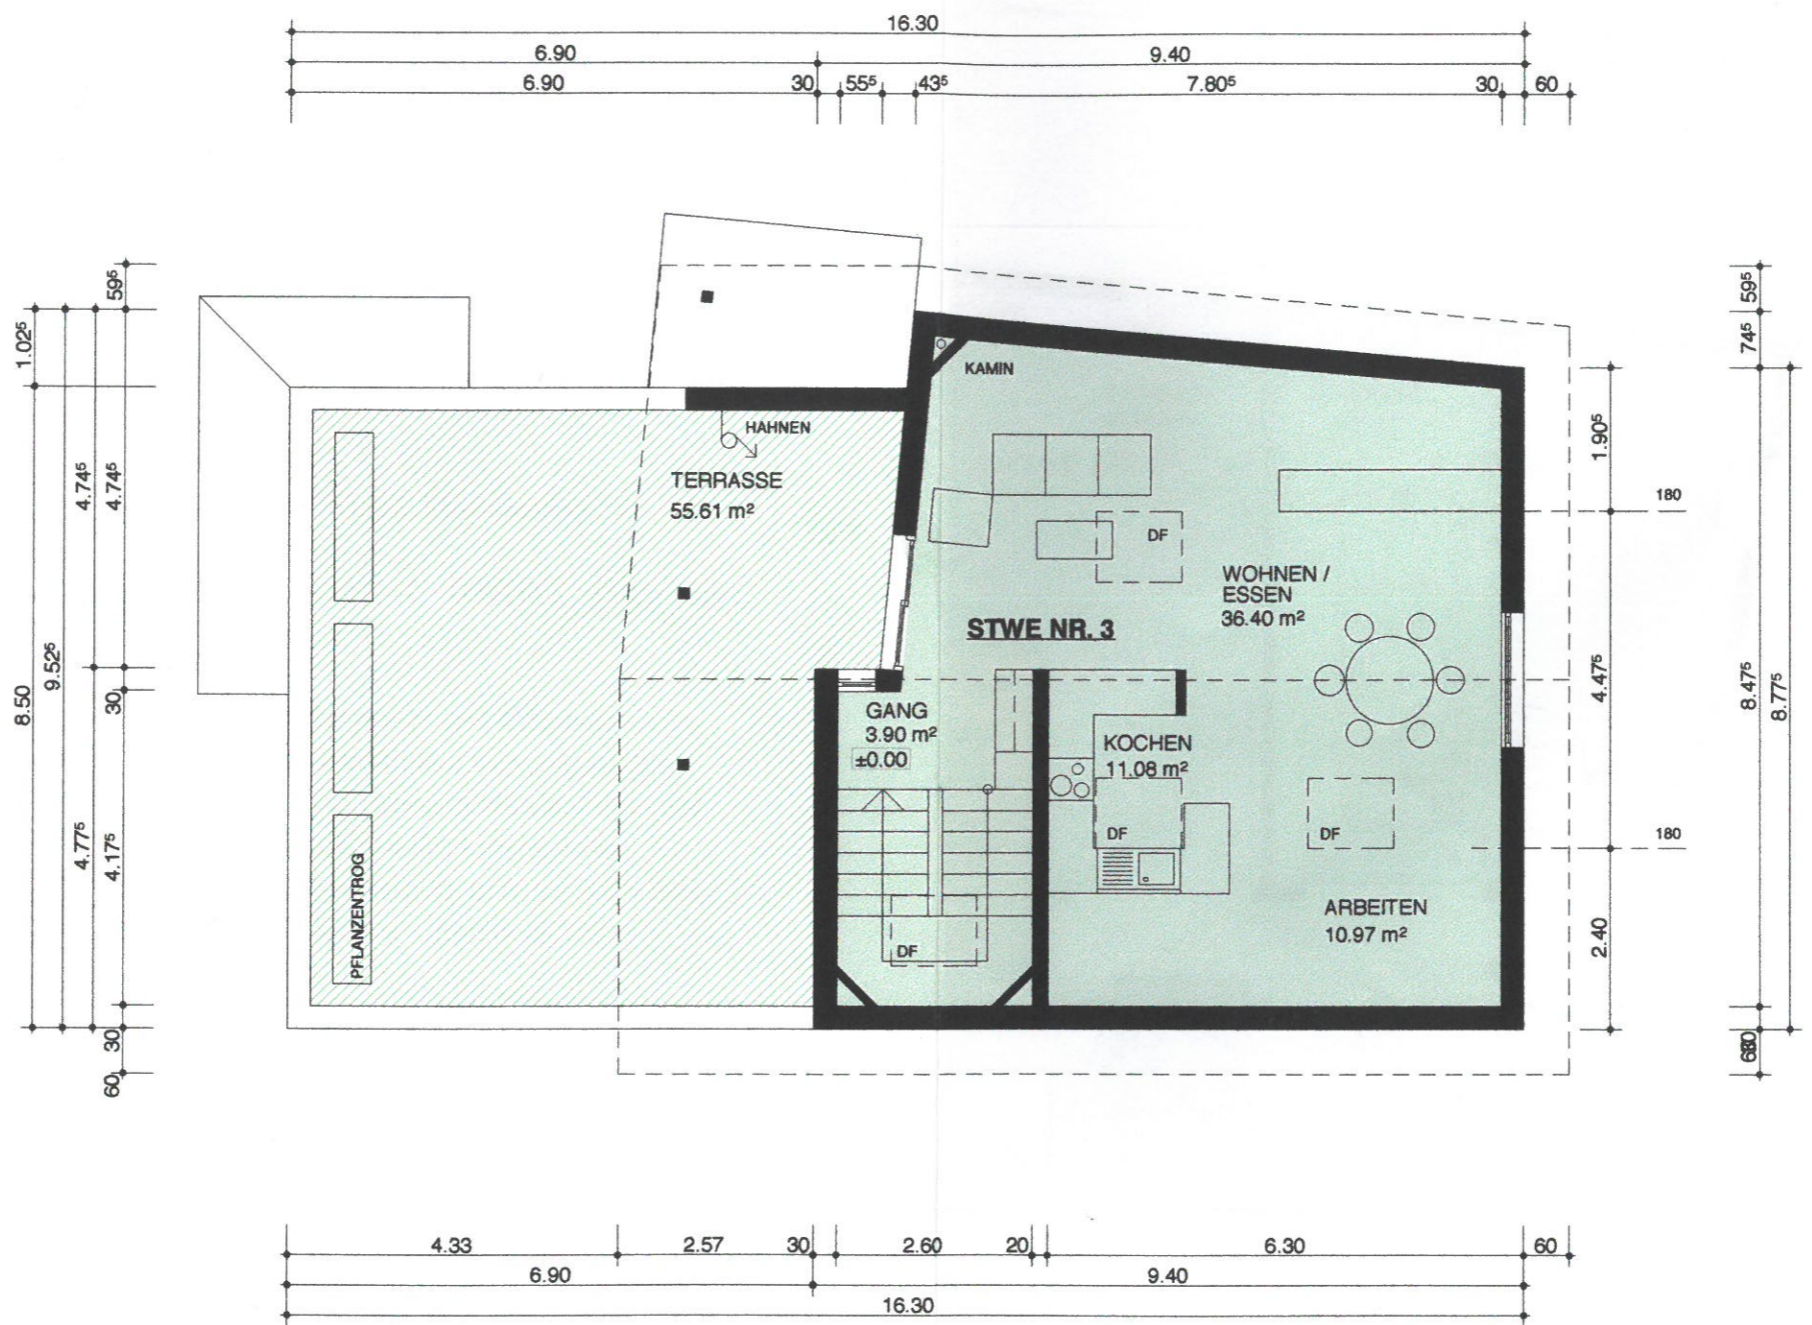 16.30
6.90 9.40
6.90 30 55⁵ 43⁵ 7.80⁵ 30 60
59⁵
1.02⁵
4.74⁵
4.74⁵
8.50
9.52⁵
30
4.77⁵
4.17⁵
30
60
KAMIN
HAHNEN
TERRASSE
55.61 m²
DF
WOHNEN /
ESSEN
36.40 m²
STWE NR. 3
GANG
3.90 m²
±0.00
KOCHEN
11.08 m²
DF
DF
DF
ARBEITEN
10.97 m²
PFLANZENTROG
59⁵
74⁵
1.90⁵
180
4.47⁵
8.47⁵
8.77⁵
180
2.40
4.33 2.57 30 2.60 20 6.30 60
6.90 9.40
16.30